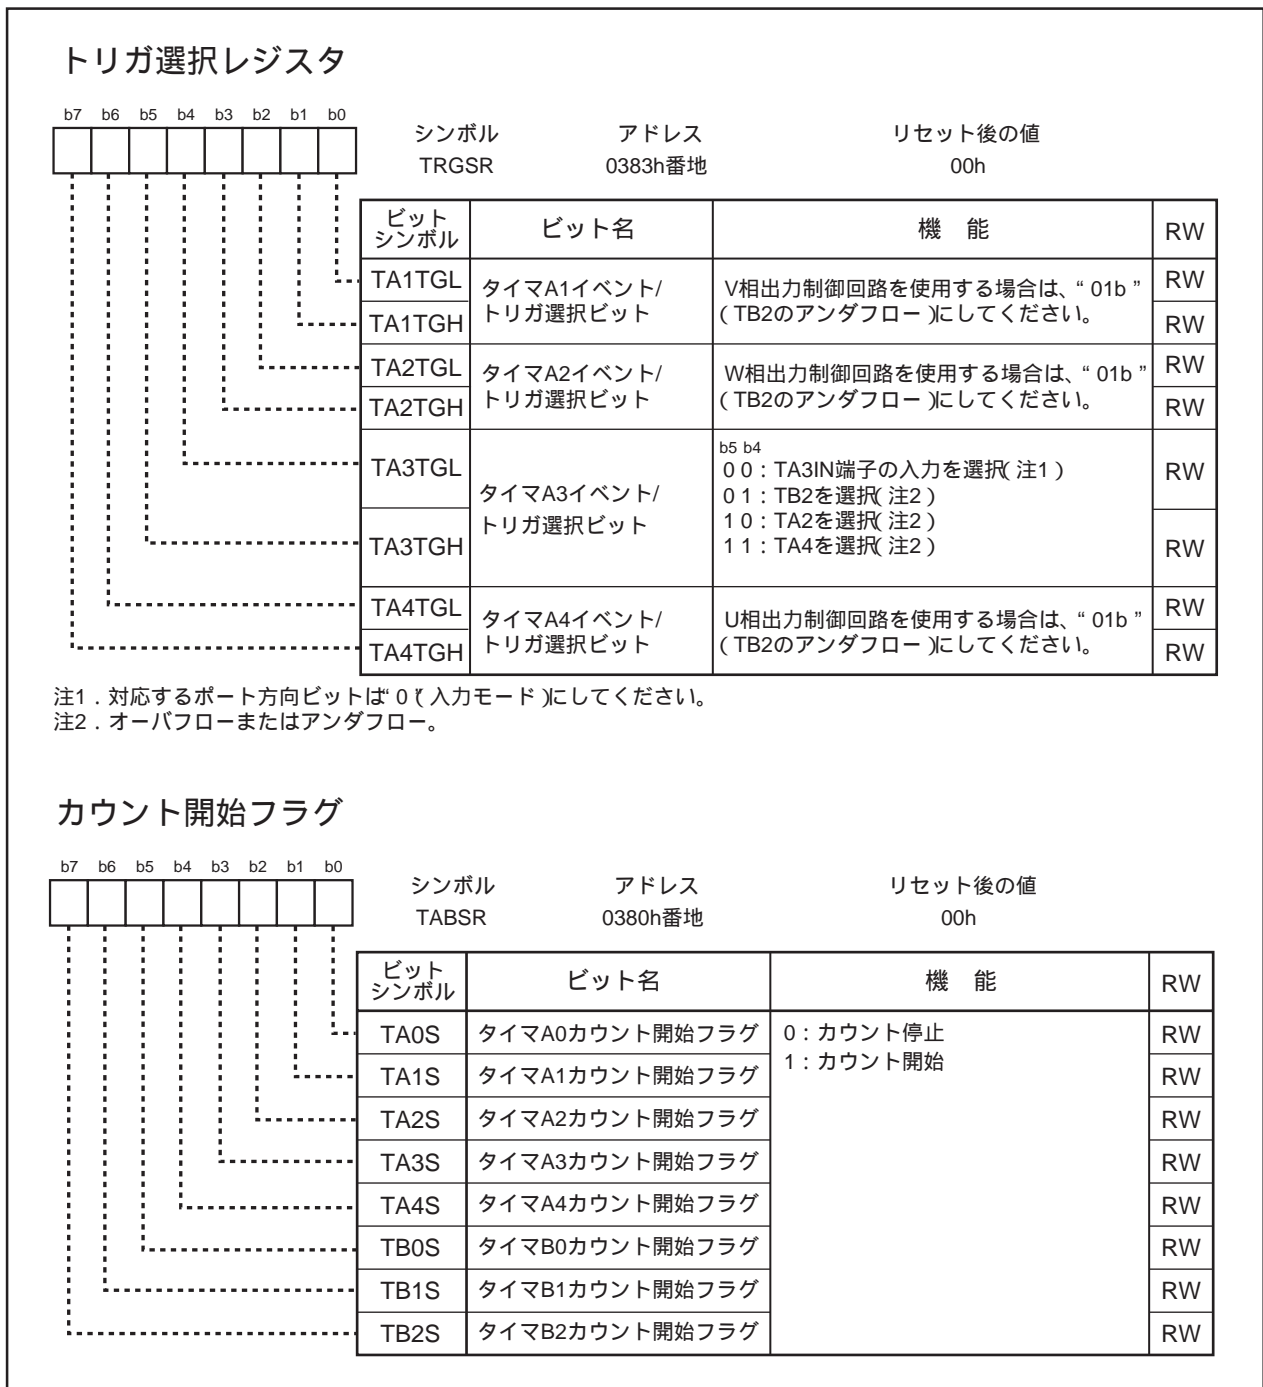 トリガ選択レジスタ
b7 b6 b5 b4 b3 b2 b1 b0
シンボル アドレス リセット後の値
TRGSR 0383h番地 00h
ビットシンボル ビット名 機 能 RW
TA1TGL タイマA1イベント/ V相出力制御回路を使用する場合は、“01b” RW
TA1TGH トリガ選択ビット (TB2のアンダフロー)にしてください。 RW
TA2TGL タイマA2イベント/ W相出力制御回路を使用する場合は、“01b” RW
TA2TGH トリガ選択ビット (TB2のアンダフロー)にしてください。 RW
b5 b4
TA3TGL タイマA3イベント/ 0 0：TA3IN端子の入力を選択(注1) RW
0 1：TB2を選択(注2)
トリガ選択ビット 1 0：TA2を選択(注2)
TA3TGH 1 1：TA4を選択(注2) RW
TA4TGL タイマA4イベント/ U相出力制御回路を使用する場合は、“01b” RW
TA4TGH トリガ選択ビット (TB2のアンダフロー)にしてください。 RW
注1．対応するポート方向ビットは“0”(入力モード)にしてください。
注2．オーバフローまたはアンダフロー。
カウント開始フラグ
b7 b6 b5 b4 b3 b2 b1 b0
シンボル アドレス リセット後の値
TABSR 0380h番地 00h
ビットシンボル ビット名 機 能 RW
TA0S タイマA0カウント開始フラグ 0：カウント停止 RW
TA1S タイマA1カウント開始フラグ 1：カウント開始 RW
TA2S タイマA2カウント開始フラグ RW
TA3S タイマA3カウント開始フラグ RW
TA4S タイマA4カウント開始フラグ RW
TB0S タイマB0カウント開始フラグ RW
TB1S タイマB1カウント開始フラグ RW
TB2S タイマB2カウント開始フラグ RW